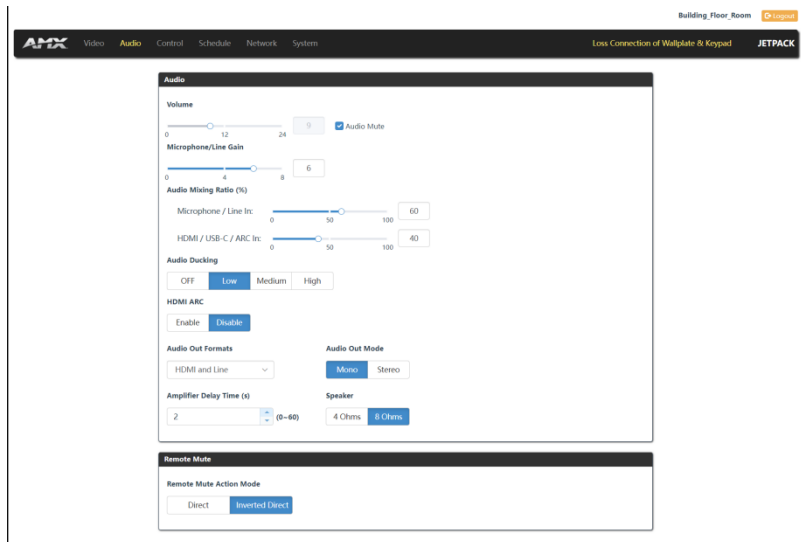 Building_Floor_Room Logout
AMX Video Audio Control Schedule Network System Loss Connection of Wallplate & Keypad JETPACK
Audio
Volume
9 Audio Mute
0 12 24
Microphone/Line Gain
6
0 4 8
Audio Mixing Ratio (%)
Microphone / Line In: 60
0 50 100
HDMI / USB-C / ARC In: 40
0 50 100
Audio Ducking
OFF Low Medium High
HDMI ARC
Enable Disable
Audio Out Formats Audio Out Mode
HDMI and Line Mono Stereo
Amplifier Delay Time (s) Speaker
2 (0~60) 4 Ohms 8 Ohms
Remote Mute
Remote Mute Action Mode
Direct Inverted Direct